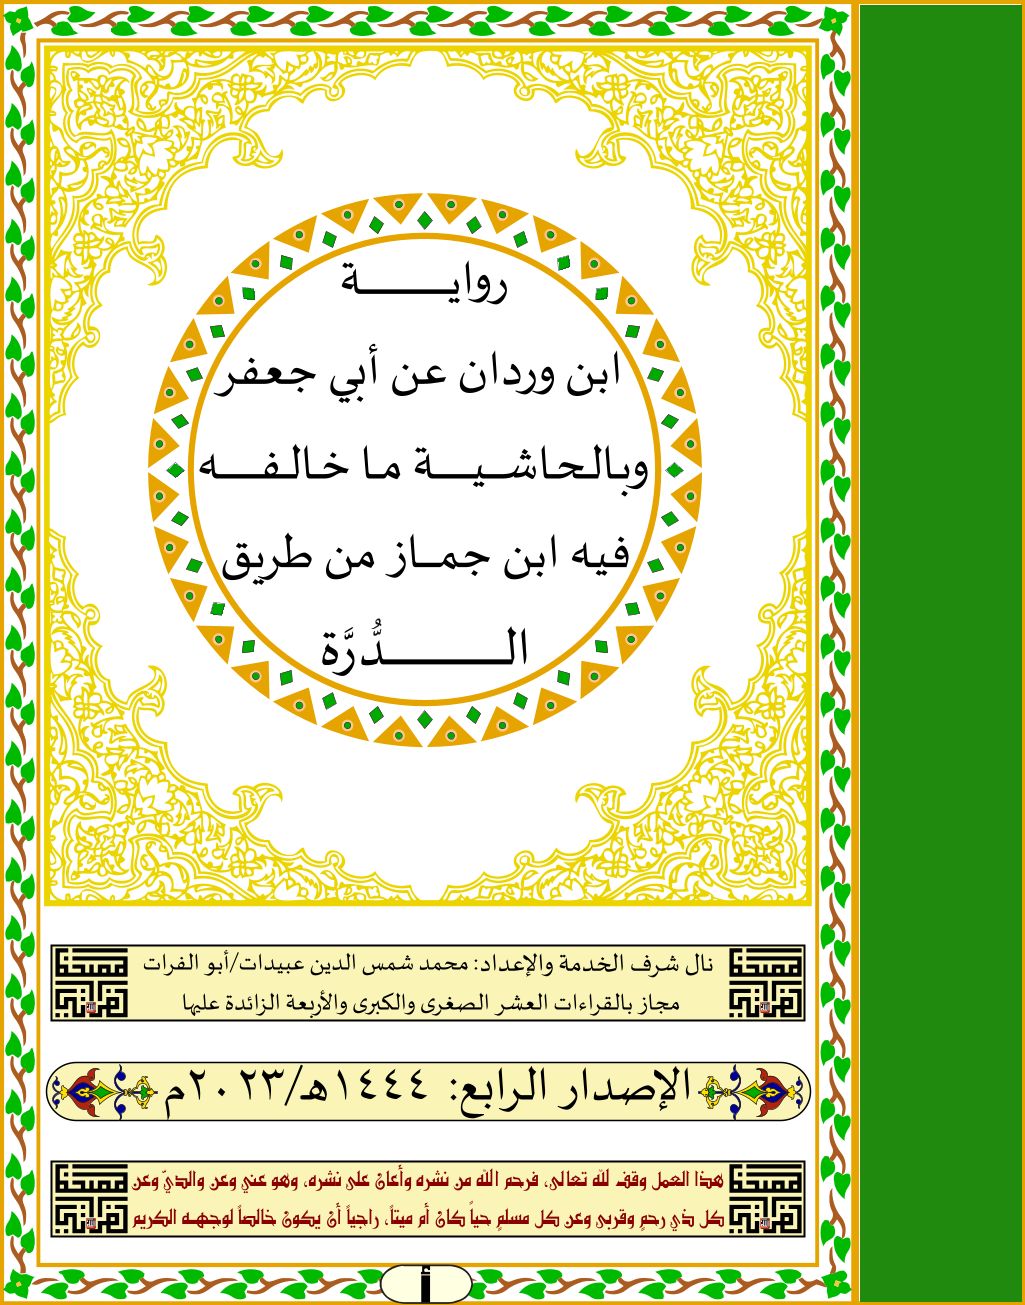 روايـــــــة
ابن وردان عن أبي جعفر
وبالحاشيــة ما خالفــه
فيه ابن جمـاز من طريق
الـــــــــدُّرَّة
نال شرف الخدمة والإعداد: محمد شمس الدين عبيدات/أبو الفرات
مجاز بالقراءات العشر الصغرى والكبرى والأربعة الزائدة عليها
الإصدار الرابع: ١٤٤٤هـ/٢٠٢٣م
هذا العمل وقف لله تعالى، فرحم الله من نشره وأعان على نشره، وهو عني وعن والديّ وعن
كل ذي رحمٍ وقربى وعن كل مسلمٍ حياً كان أم ميتاً، راجياً أن يكون خالصاً لوجهه الكريم
أ